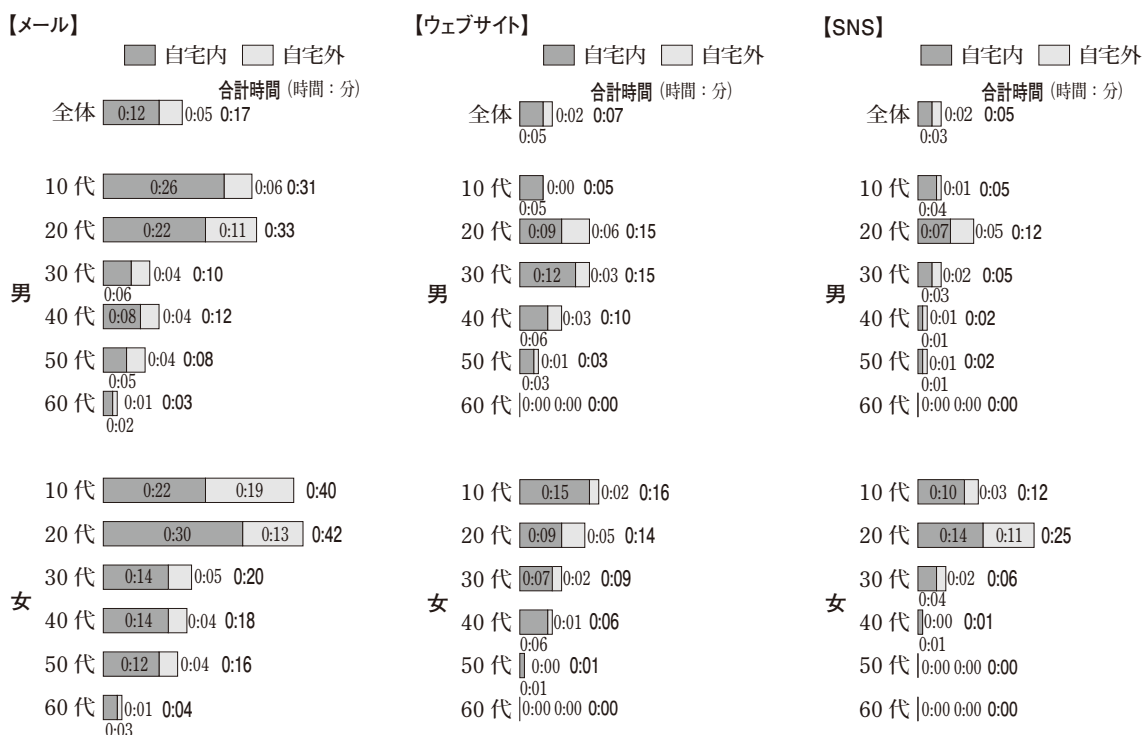 【メール】
自宅内 自宅外
合計時間 (時間：分)
全体 0:12 0:05 0:17
男
10 代 0:26 0:06 0:31
20 代 0:22 0:11 0:33
30 代 0:06 0:04 0:10
40 代 0:08 0:04 0:12
50 代 0:05 0:04 0:08
60 代 0:02 0:01 0:03
女
10 代 0:22 0:19 0:40
20 代 0:30 0:13 0:42
30 代 0:14 0:05 0:20
40 代 0:14 0:04 0:18
50 代 0:12 0:04 0:16
60 代 0:03 0:01 0:04
【ウェブサイト】
自宅内 自宅外
合計時間 (時間：分)
全体 0:05 0:02 0:07
男
10 代 0:05 0:00 0:05
20 代 0:09 0:06 0:15
30 代 0:12 0:03 0:15
40 代 0:06 0:03 0:10
50 代 0:03 0:01 0:03
60 代 0:00 0:00 0:00
女
10 代 0:15 0:02 0:16
20 代 0:09 0:05 0:14
30 代 0:07 0:02 0:09
40 代 0:06 0:01 0:06
50 代 0:01 0:00 0:01
60 代 0:00 0:00 0:00
【SNS】
自宅内 自宅外
合計時間 (時間：分)
全体 0:03 0:02 0:05
男
10 代 0:04 0:01 0:05
20 代 0:07 0:05 0:12
30 代 0:03 0:02 0:05
40 代 0:01 0:01 0:02
50 代 0:01 0:01 0:02
60 代 0:00 0:00 0:00
女
10 代 0:10 0:03 0:12
20 代 0:14 0:11 0:25
30 代 0:04 0:02 0:06
40 代 0:01 0:00 0:01
50 代 0:00 0:00 0:00
60 代 0:00 0:00 0:00